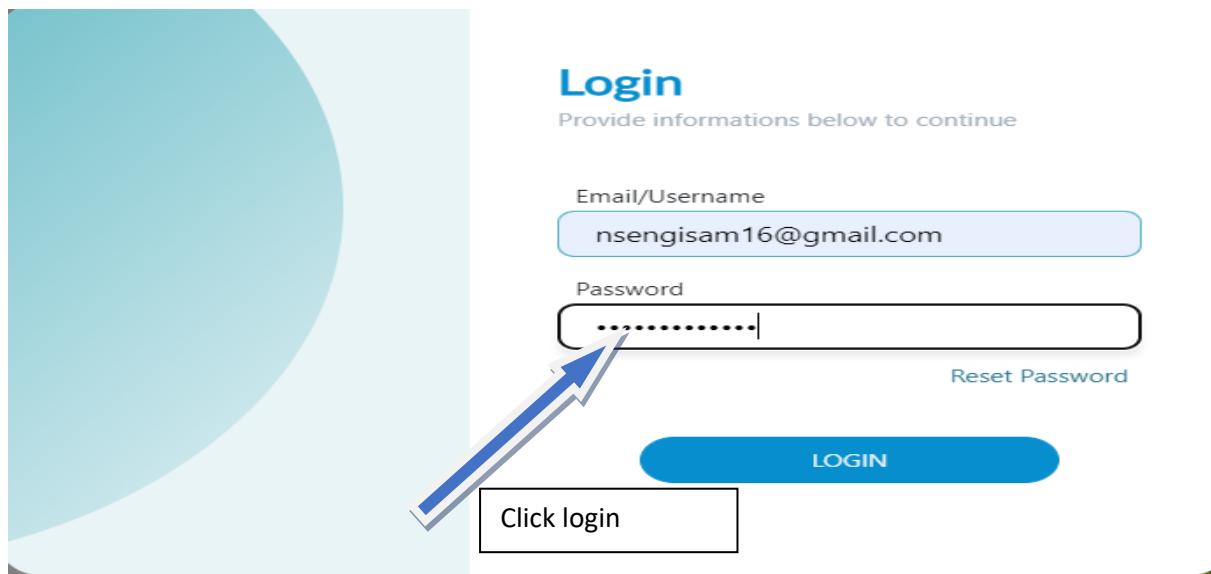 Login
Provide informations below to continue
Email/Username
nsengisam16@gmail.com
Password
•••••••••••••
Reset Password
LOGIN
Click login